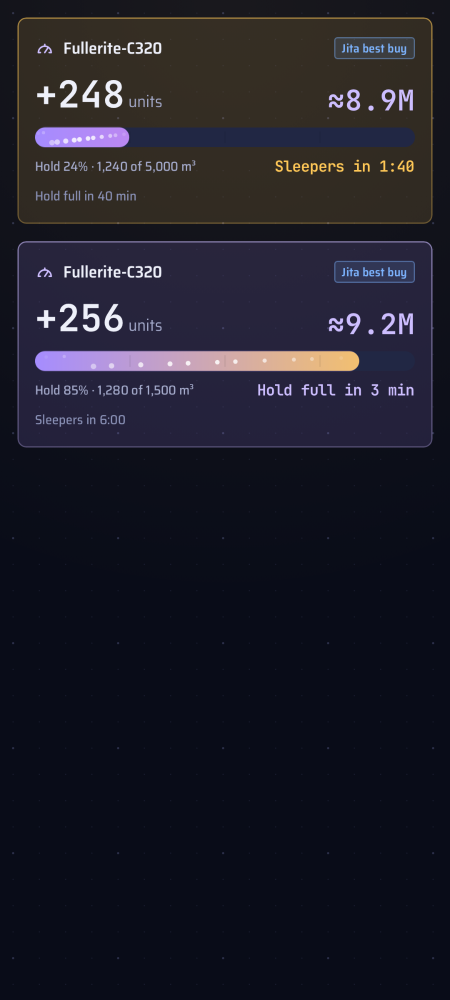 Fullerite-C320
Jita best buy
+248 units
≈8.9M
Hold 24% · 1,240 of 5,000 m³
Sleepers in 1:40
Hold full in 40 min
Fullerite-C320
Jita best buy
+256 units
≈9.2M
Hold 85% · 1,280 of 1,500 m³
Hold full in 3 min
Sleepers in 6:00